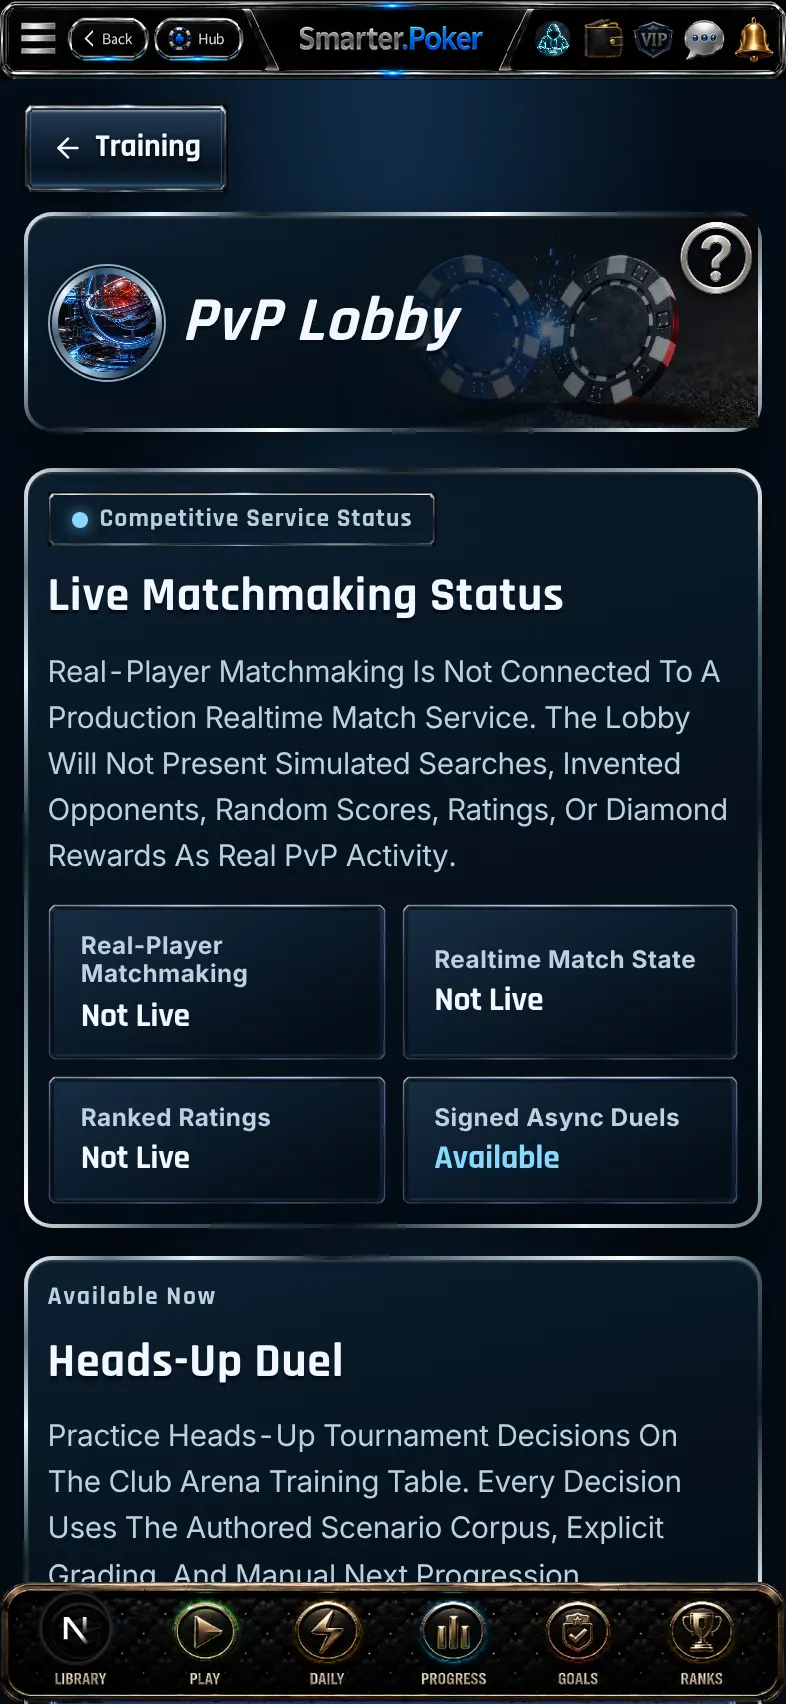 Back
Hub
Smarter.Poker
VIP
← Training
PvP Lobby
?
Competitive Service Status
Live Matchmaking Status
Real-Player Matchmaking Is Not Connected To A
Production Realtime Match Service. The Lobby
Will Not Present Simulated Searches, Invented
Opponents, Random Scores, Ratings, Or Diamond
Rewards As Real PvP Activity.
Real-Player
Matchmaking
Not Live
Realtime Match State
Not Live
Ranked Ratings
Not Live
Signed Async Duels
Available
Available Now
Heads-Up Duel
Practice Heads-Up Tournament Decisions On
The Club Arena Training Table. Every Decision
Uses The Authored Scenario Corpus, Explicit
Grading, And Manual Next Progression.
N
LIBRARY
PLAY
DAILY
PROGRESS
GOALS
RANKS